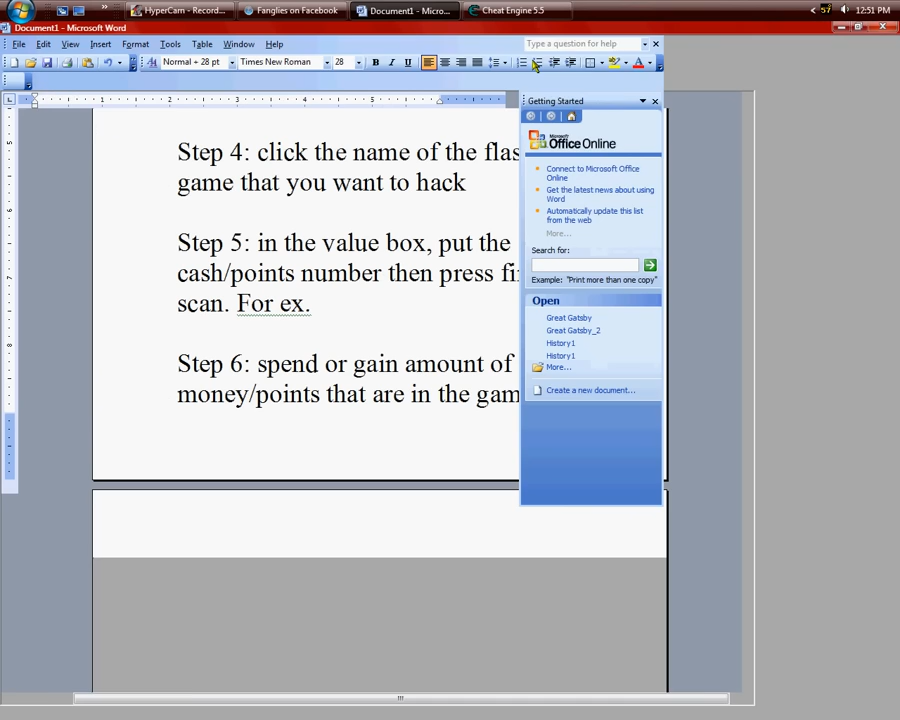 HyperCam - Record...
Fanglies on Facebook
Document1 - Micro...
Cheat Engine 5.5
57
12:51 PM
Document1 - Microsoft Word
File Edit View Insert Format Tools Table Window Help
Type a question for help
Normal + 28 pt
Times New Roman
28
B I U
1 2 3 4 5
Getting Started
Office Online
Connect to Microsoft Office
Online
Get the latest news about using
Word
Automatically update this list
from the web
More...
Search for:
Example: "Print more than one copy"
Open
Great Gatsby
Great Gatsby_2
History1
History1
More...
Create a new document...
Step 4: click the name of the flas
game that you want to hack
Step 5: in the value box, put the
cash/points number then press fi
scan. For ex.
Step 6: spend or gain amount of
money/points that are in the gam